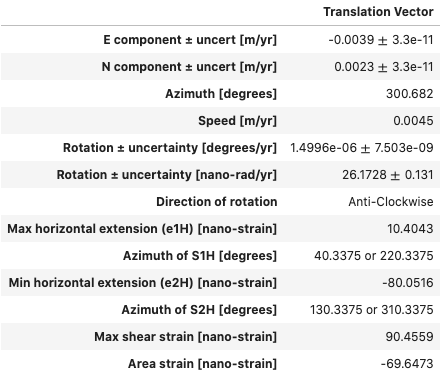 Translation Vector
E component ± uncert [m/yr] -0.0039 ± 3.3e-11
N component ± uncert [m/yr] 0.0023 ± 3.3e-11
Azimuth [degrees] 300.682
Speed [m/yr] 0.0045
Rotation ± uncertainty [degrees/yr] 1.4996e-06 ± 7.503e-09
Rotation ± uncertainty [nano-rad/yr] 26.1728 ± 0.131
Direction of rotation Anti-Clockwise
Max horizontal extension (e1H) [nano-strain] 10.4043
Azimuth of S1H [degrees] 40.3375 or 220.3375
Min horizontal extension (e2H) [nano-strain] -80.0516
Azimuth of S2H [degrees] 130.3375 or 310.3375
Max shear strain [nano-strain] 90.4559
Area strain [nano-strain] -69.6473